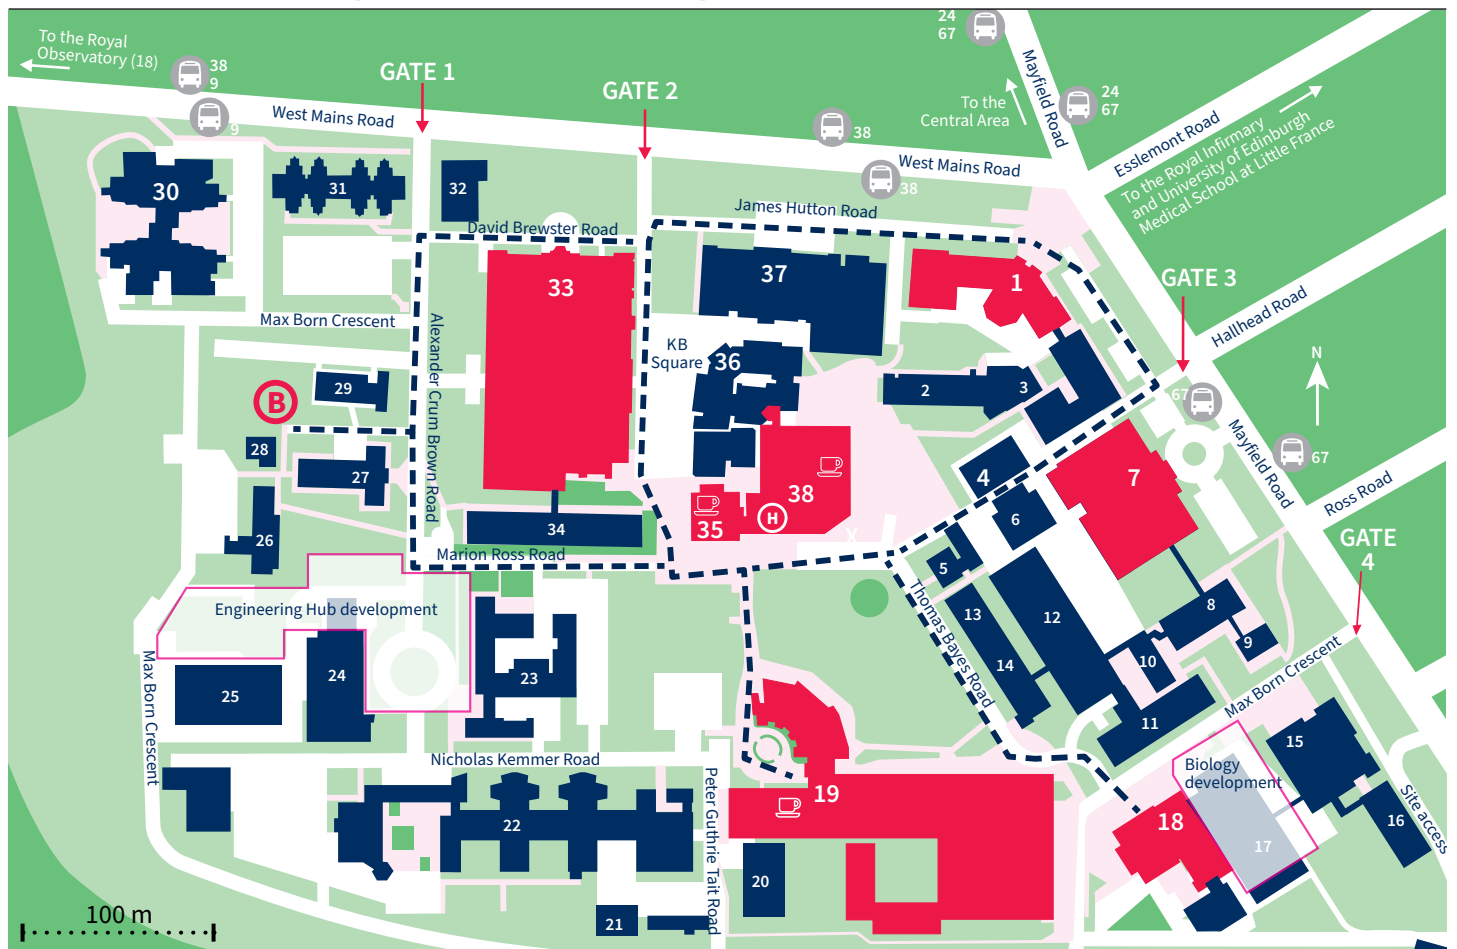 24
67
To the Royal
Observatory (18)
38
9
9
GATE 1
GATE 2
West Mains Road
38
38
West Mains Road
Mayfield Road
24
67
To the
Central Area
Esslemont Road
To the Royal Infirmary
and University of Edinburgh
Medical School at Little France
30
31
32
David Brewster Road
James Hutton Road
33
37
1
GATE 3
Hallhead Road
Max Born Crescent
Alexander Crum Brown Road
KB
Square
36
N
29
B
2
3
67
Mayfield Road
67
28
27
4
7
Ross Road
38
35
H
34
6
X
26
Marion Ross Road
5
GATE
4
Engineering Hub development
Thomas Bayes Road
13
12
8
9
14
10
Max Born Crescent
Max Born Crescent
25
24
23
11
15
Nicholas Kemmer Road
Biology
development
Peter Guthrie Tait Road
19
Site access
22
18
16
17
20
21
100 m